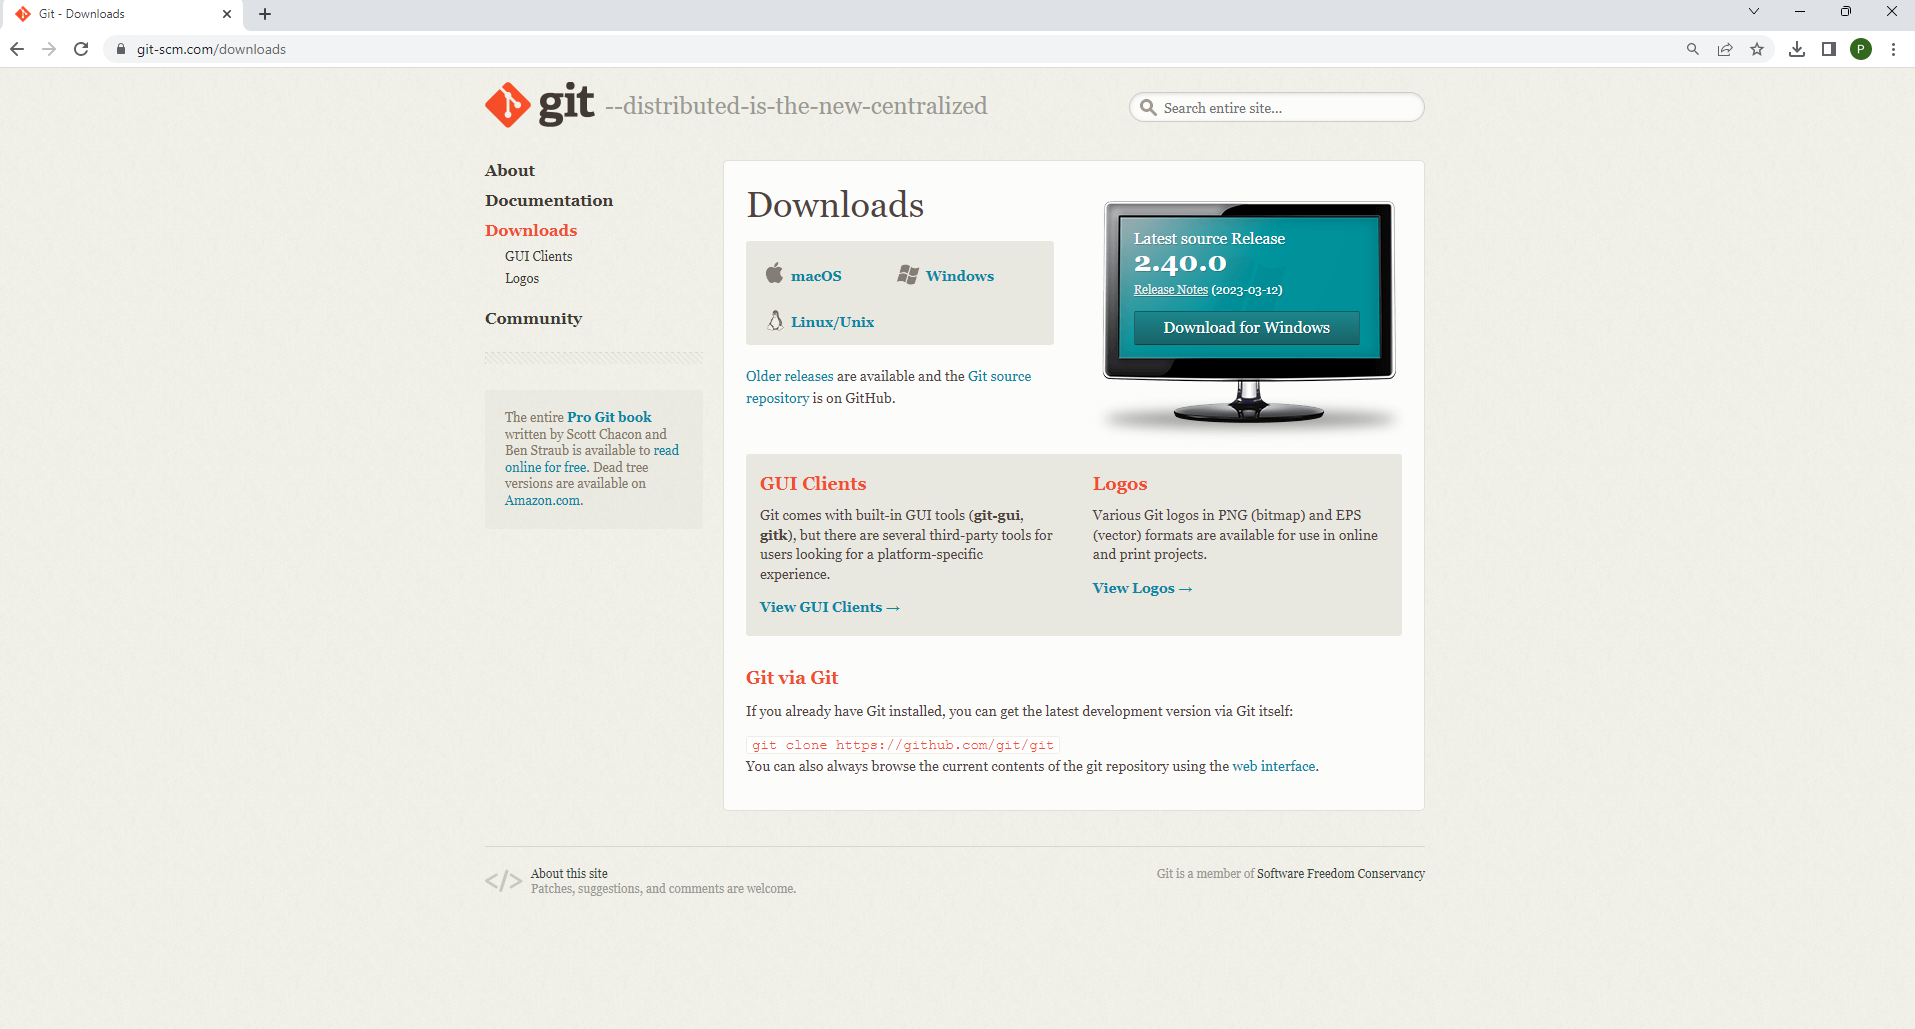 Git - Downloads
git-scm.com/downloads
P
git --distributed-is-the-new-centralized
Search entire site...
About
Documentation
Downloads
GUI Clients
Logos
Community
The entire Pro Git book
written by Scott Chacon and
Ben Straub is available to read
online for free. Dead tree
versions are available on
Amazon.com.
Downloads
macOS
Windows
Linux/Unix
Older releases are available and the Git source
repository is on GitHub.
Latest source Release
2.40.0
Release Notes (2023-03-12)
Download for Windows
GUI Clients
Git comes with built-in GUI tools (git-gui,
gitk), but there are several third-party tools for
users looking for a platform-specific
experience.
View GUI Clients →
Logos
Various Git logos in PNG (bitmap) and EPS
(vector) formats are available for use in online
and print projects.
View Logos →
Git via Git
If you already have Git installed, you can get the latest development version via Git itself:
git clone https://github.com/git/git
You can also always browse the current contents of the git repository using the web interface.
</> About this site
Patches, suggestions, and comments are welcome.
Git is a member of Software Freedom Conservancy